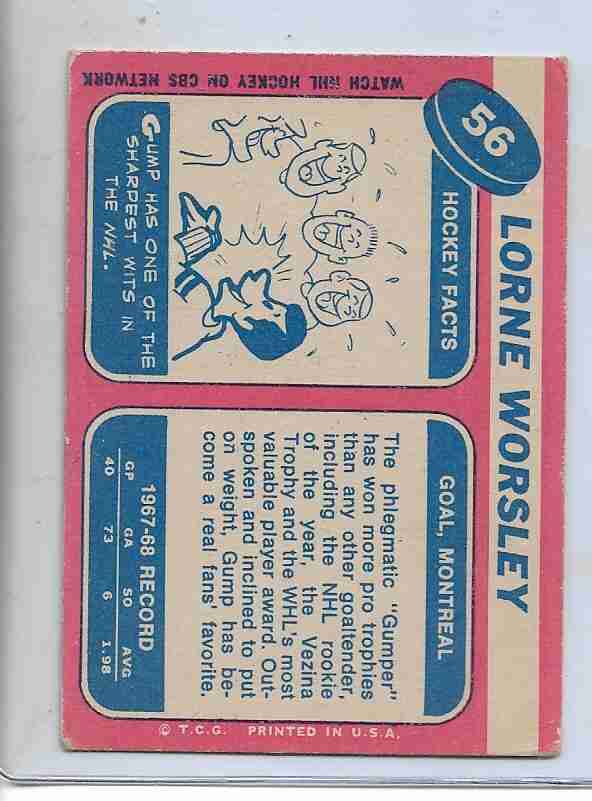 56
LORNE WORSLEY
HOCKEY FACTS
GUMP HAS ONE OF THE
SHARPEST WITS IN
THE NHL.
WATCH NHL HOCKEY ON CBS NETWORK
GOAL, MONTREAL
The phlegmatic "Gumper"
has won more pro trophies
than any other goaltender,
including the NHL rookie
of the year, the Vezina
Trophy and the WHL's most
valuable player award. Out-
spoken and inclined to put
on weight, Gump has be-
come a real fans' favorite.
1967-68 RECORD
GP GA SO AVG
40 73 6 1.98
© T.C.G. PRINTED IN U.S.A.